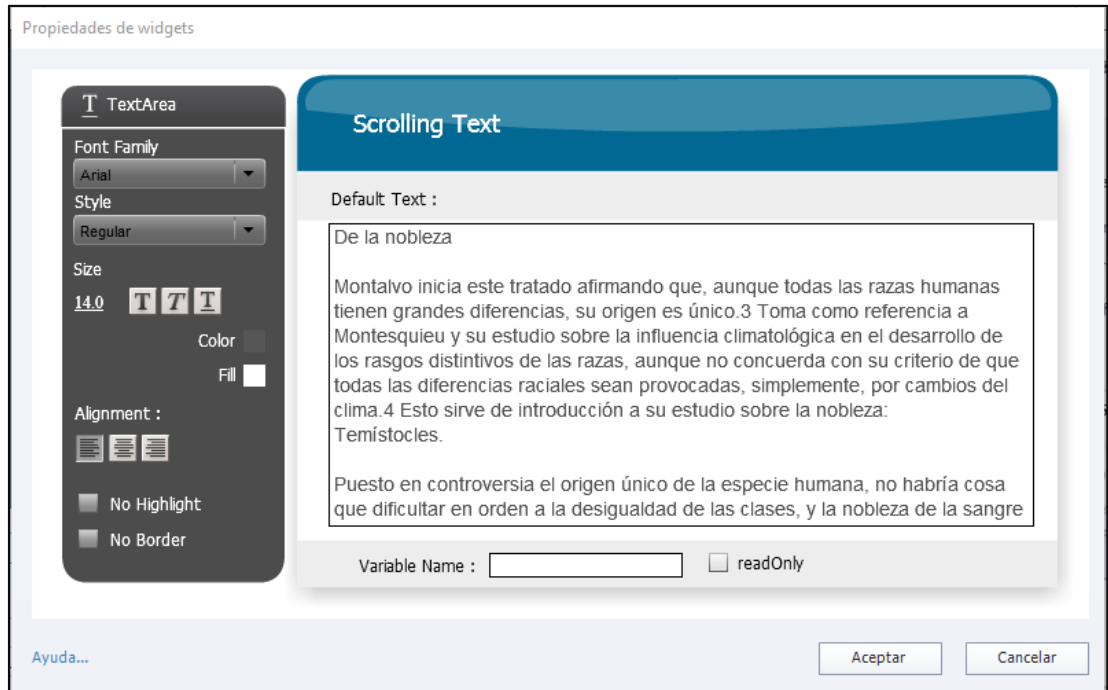 Propiedades de widgets
T TextArea
Font Family
Arial
Style
Regular
Size
14.0 T T T
Color
Fill
Alignment :
No Highlight
No Border
Scrolling Text
Default Text :
De la nobleza
Montalvo inicia este tratado afirmando que, aunque todas las razas humanas
tienen grandes diferencias, su origen es único.3 Toma como referencia a
Montesquieu y su estudio sobre la influencia climatológica en el desarrollo de
los rasgos distintivos de las razas, aunque no concuerda con su criterio de que
todas las diferencias raciales sean provocadas, simplemente, por cambios del
clima.4 Esto sirve de introducción a su estudio sobre la nobleza:
Temístocles.
Puesto en controversia el origen único de la especie humana, no habría cosa
que dificultar en orden a la desigualdad de las clases, y la nobleza de la sangre
Variable Name :
readOnly
Ayuda...
Aceptar
Cancelar